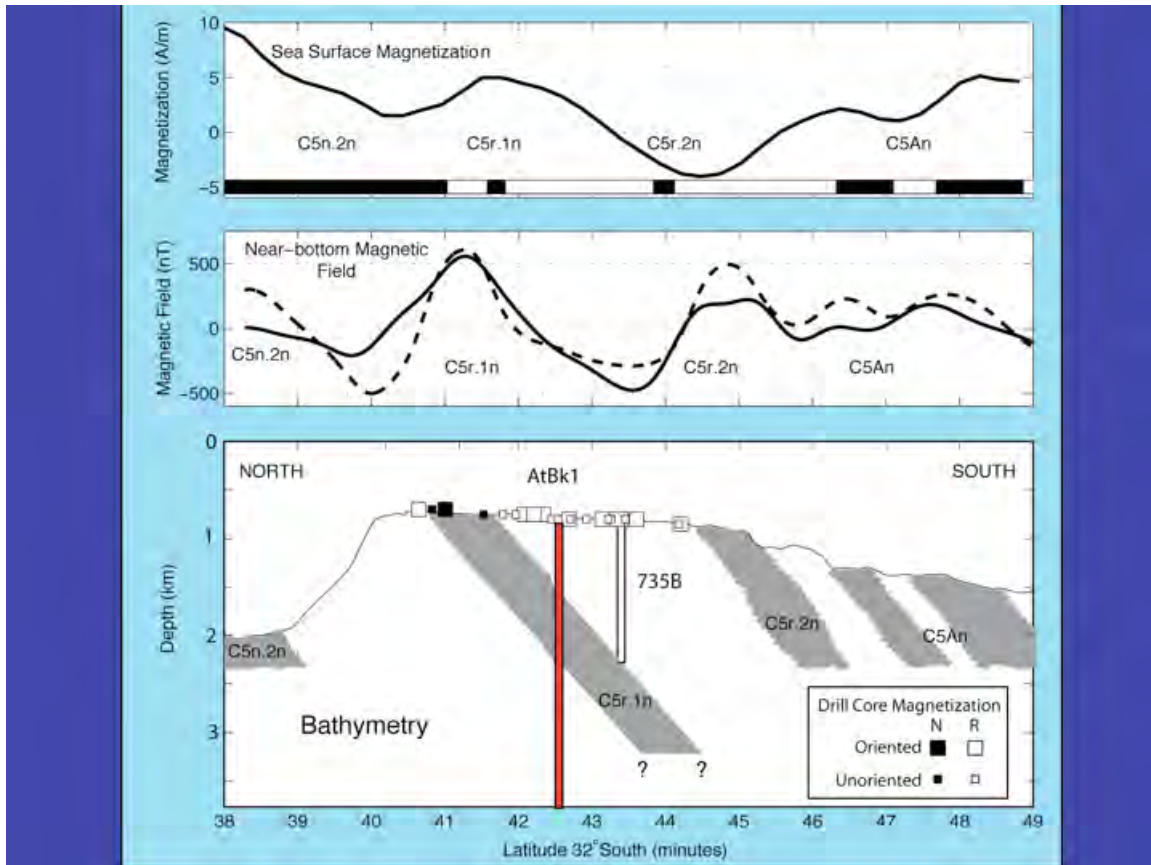 10
5
0
−5
Magnetization (A/m)
Sea Surface Magnetization
C5n.2n
C5r.1n
C5r.2n
C5An
500
0
−500
Magnetic Field (nT)
Near−bottom Magnetic
Field
C5n.2n
C5r.1n
C5r.2n
C5An
0
1
2
3
Depth (km)
NORTH
AtBk1
SOUTH
735B
C5n.2n
C5r.1n
C5r.2n
C5An
? ?
Bathymetry
Drill Core Magnetization
N R
Oriented
Unoriented
38 39 40 41 42 43 44 45 46 47 48 49
Latitude 32°South (minutes)